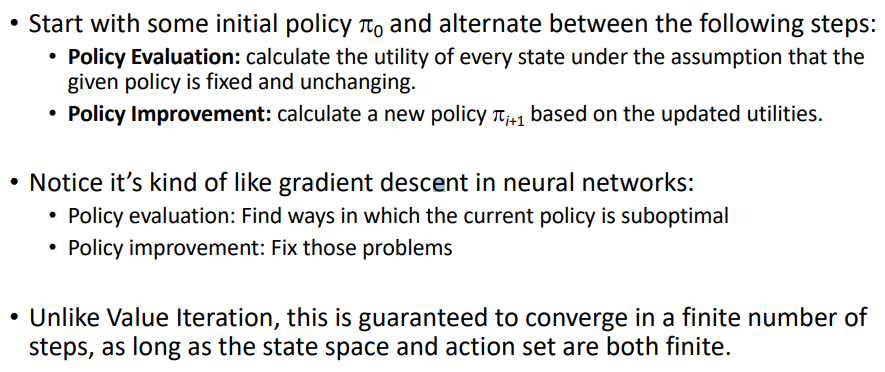 • Start with some initial policy π₀ and alternate between the following steps:
• Policy Evaluation: calculate the utility of every state under the assumption that the
given policy is fixed and unchanging.
• Policy Improvement: calculate a new policy πᵢ₊₁ based on the updated utilities.
• Notice it's kind of like gradient descent in neural networks:
• Policy evaluation: Find ways in which the current policy is suboptimal
• Policy improvement: Fix those problems
• Unlike Value Iteration, this is guaranteed to converge in a finite number of
steps, as long as the state space and action set are both finite.